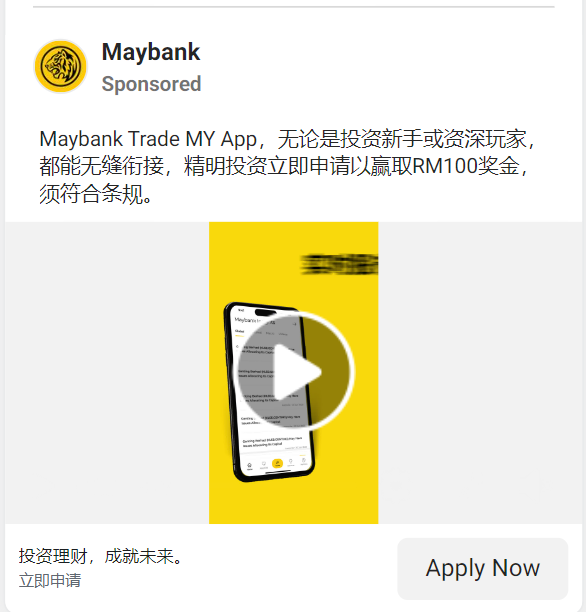 Maybank
Sponsored
Maybank Trade MY App，无论是投资新手或资深玩家，
都能无缝衔接，精明投资立即申请以赢取RM100奖金，
须符合条规。
Maybank
投资理财，成就未来。
立即申请
Apply Now